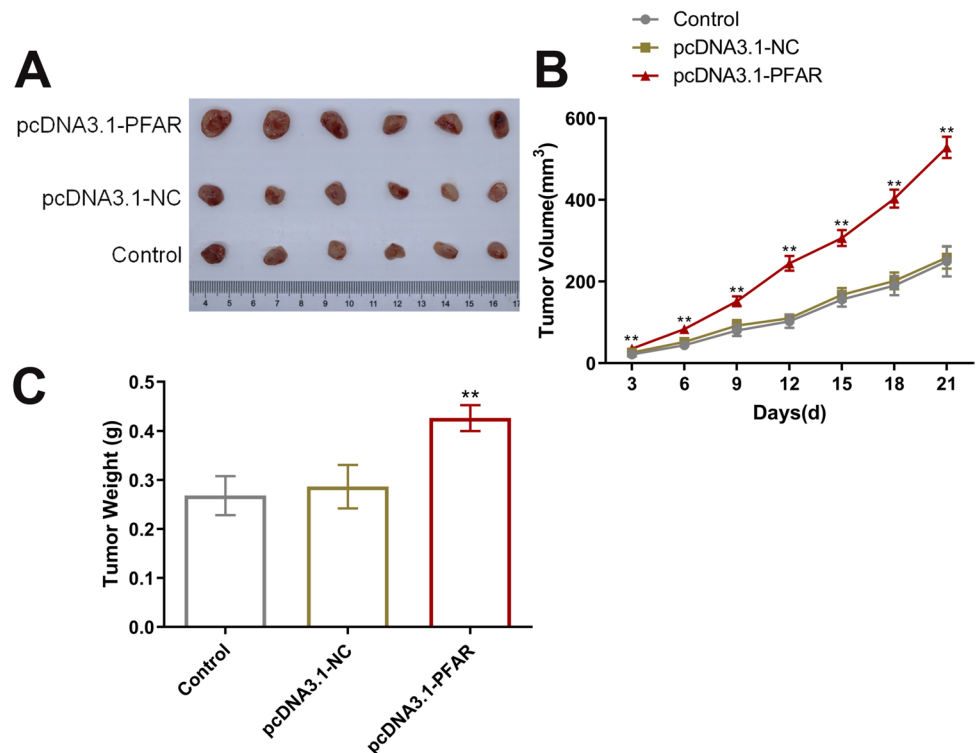 A
pcDNA3.1-PFAR
pcDNA3.1-NC
Control
4 5 6 7 8 9 10 11 12 13 14 15 16 17
Control
pcDNA3.1-NC
pcDNA3.1-PFAR
B
Tumor Volume(mm³)
600
400
200
0
** ** ** ** ** ** **
3 6 9 12 15 18 21
Days(d)
C
Tumor Weight (g)
0.5
0.4
0.3
0.2
0.1
0.0
**
Control
pcDNA3.1-NC
pcDNA3.1-PFAR